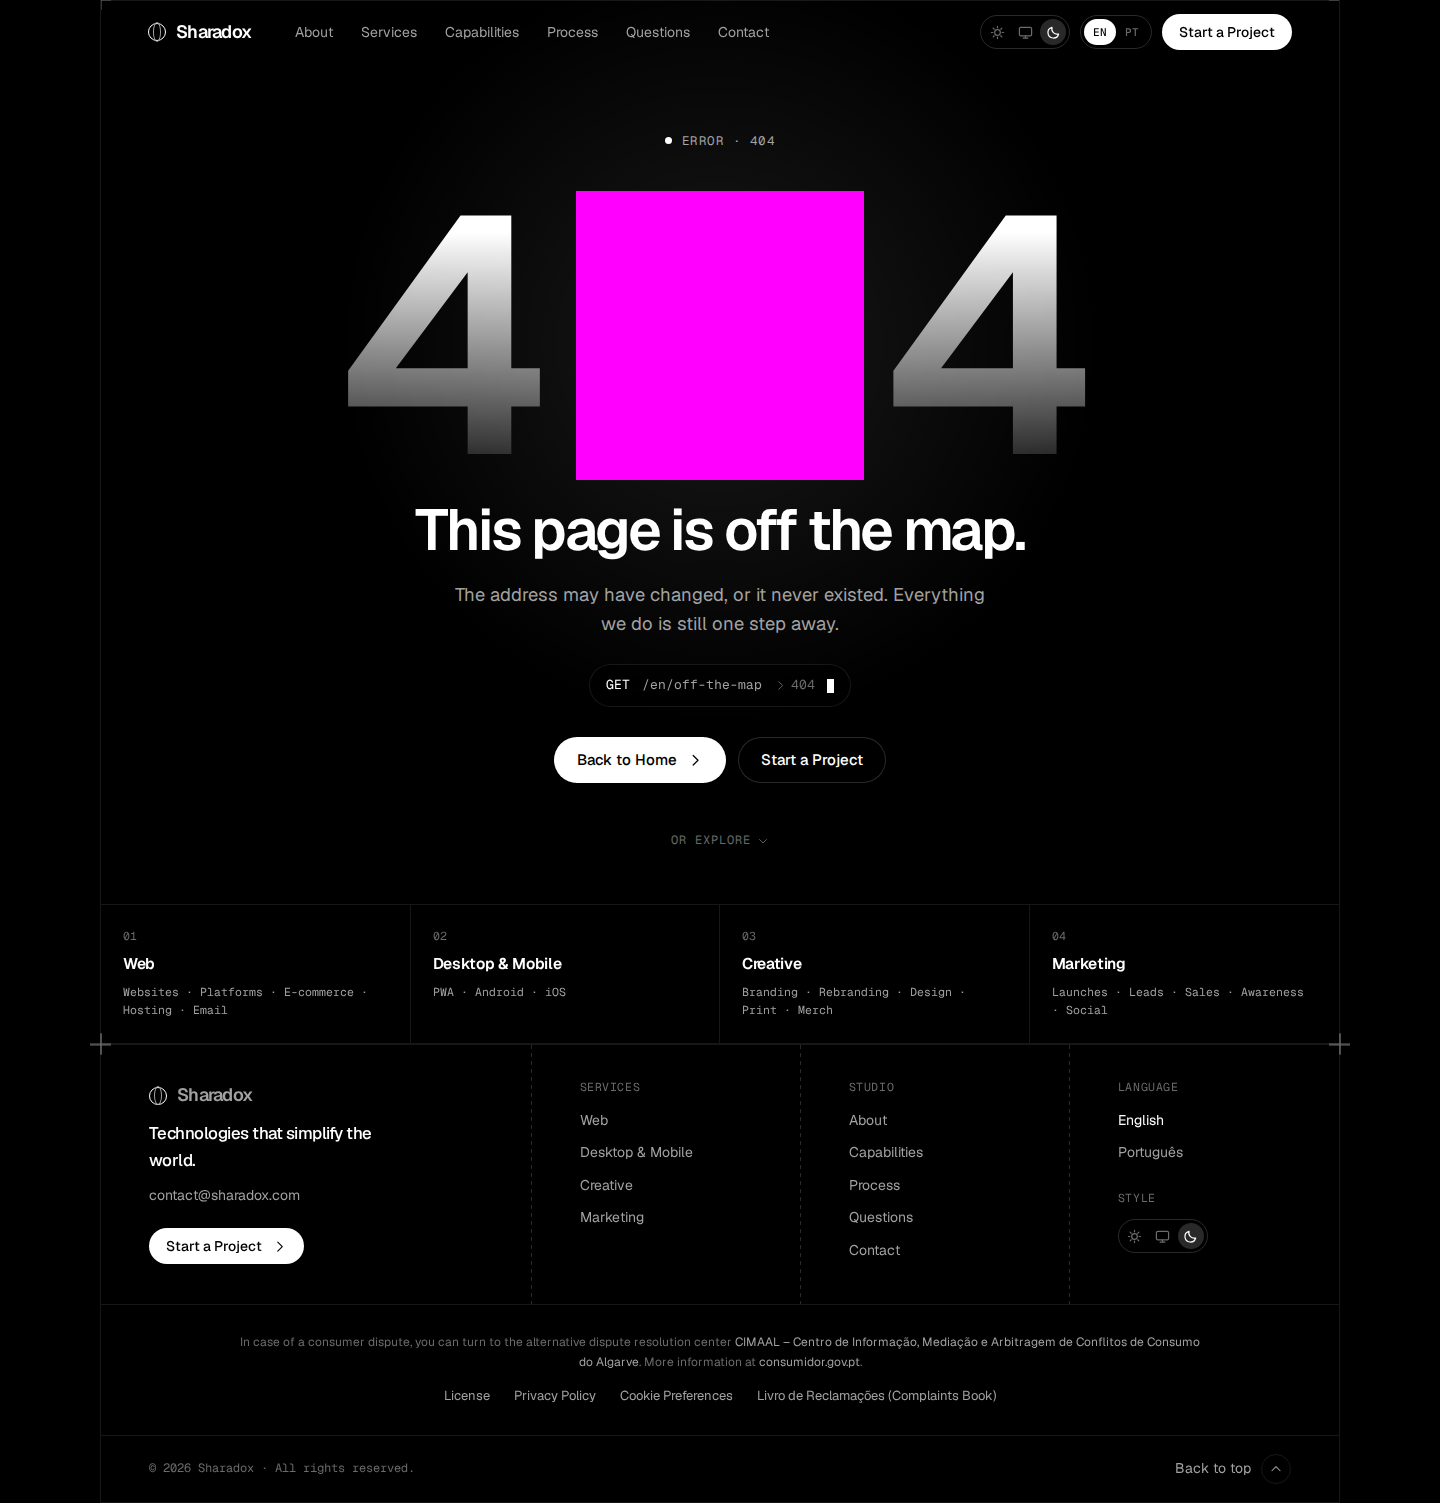 Sharadox
About
Services
Capabilities
Process
Questions
Contact
EN
PT
Start a Project
ERROR · 404
4 4
This page is off the map.
The address may have changed, or it never existed. Everything
we do is still one step away.
GET /en/off-the-map > 404
Back to Home
Start a Project
OR EXPLORE
01
Web
Websites · Platforms · E-commerce ·
Hosting · Email
02
Desktop & Mobile
PWA · Android · iOS
03
Creative
Branding · Rebranding · Design ·
Print · Merch
04
Marketing
Launches · Leads · Sales · Awareness
· Social
Sharadox
Technologies that simplify the
world.
contact@sharadox.com
Start a Project
SERVICES
Web
Desktop & Mobile
Creative
Marketing
STUDIO
About
Capabilities
Process
Questions
Contact
LANGUAGE
English
Português
STYLE
In case of a consumer dispute, you can turn to the alternative dispute resolution center CIMAAL – Centro de Informação, Mediação e Arbitragem de Conflitos de Consumo
do Algarve. More information at consumidor.gov.pt.
License
Privacy Policy
Cookie Preferences
Livro de Reclamações (Complaints Book)
© 2026 Sharadox · All rights reserved.
Back to top